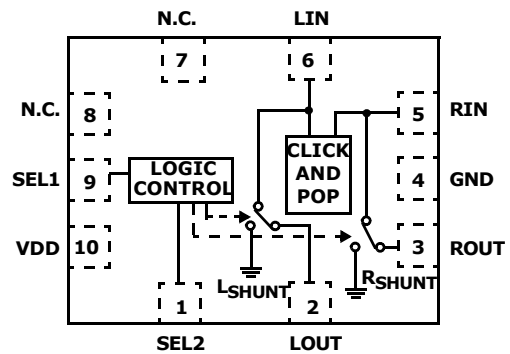 N.C. LIN
7 6
N.C. 8 5 RIN
CLICK
AND
POP
SEL1 9 LOGIC
CONTROL 4 GND
VDD 10 3 ROUT
LSHUNT RSHUNT
1 2
SEL2 LOUT